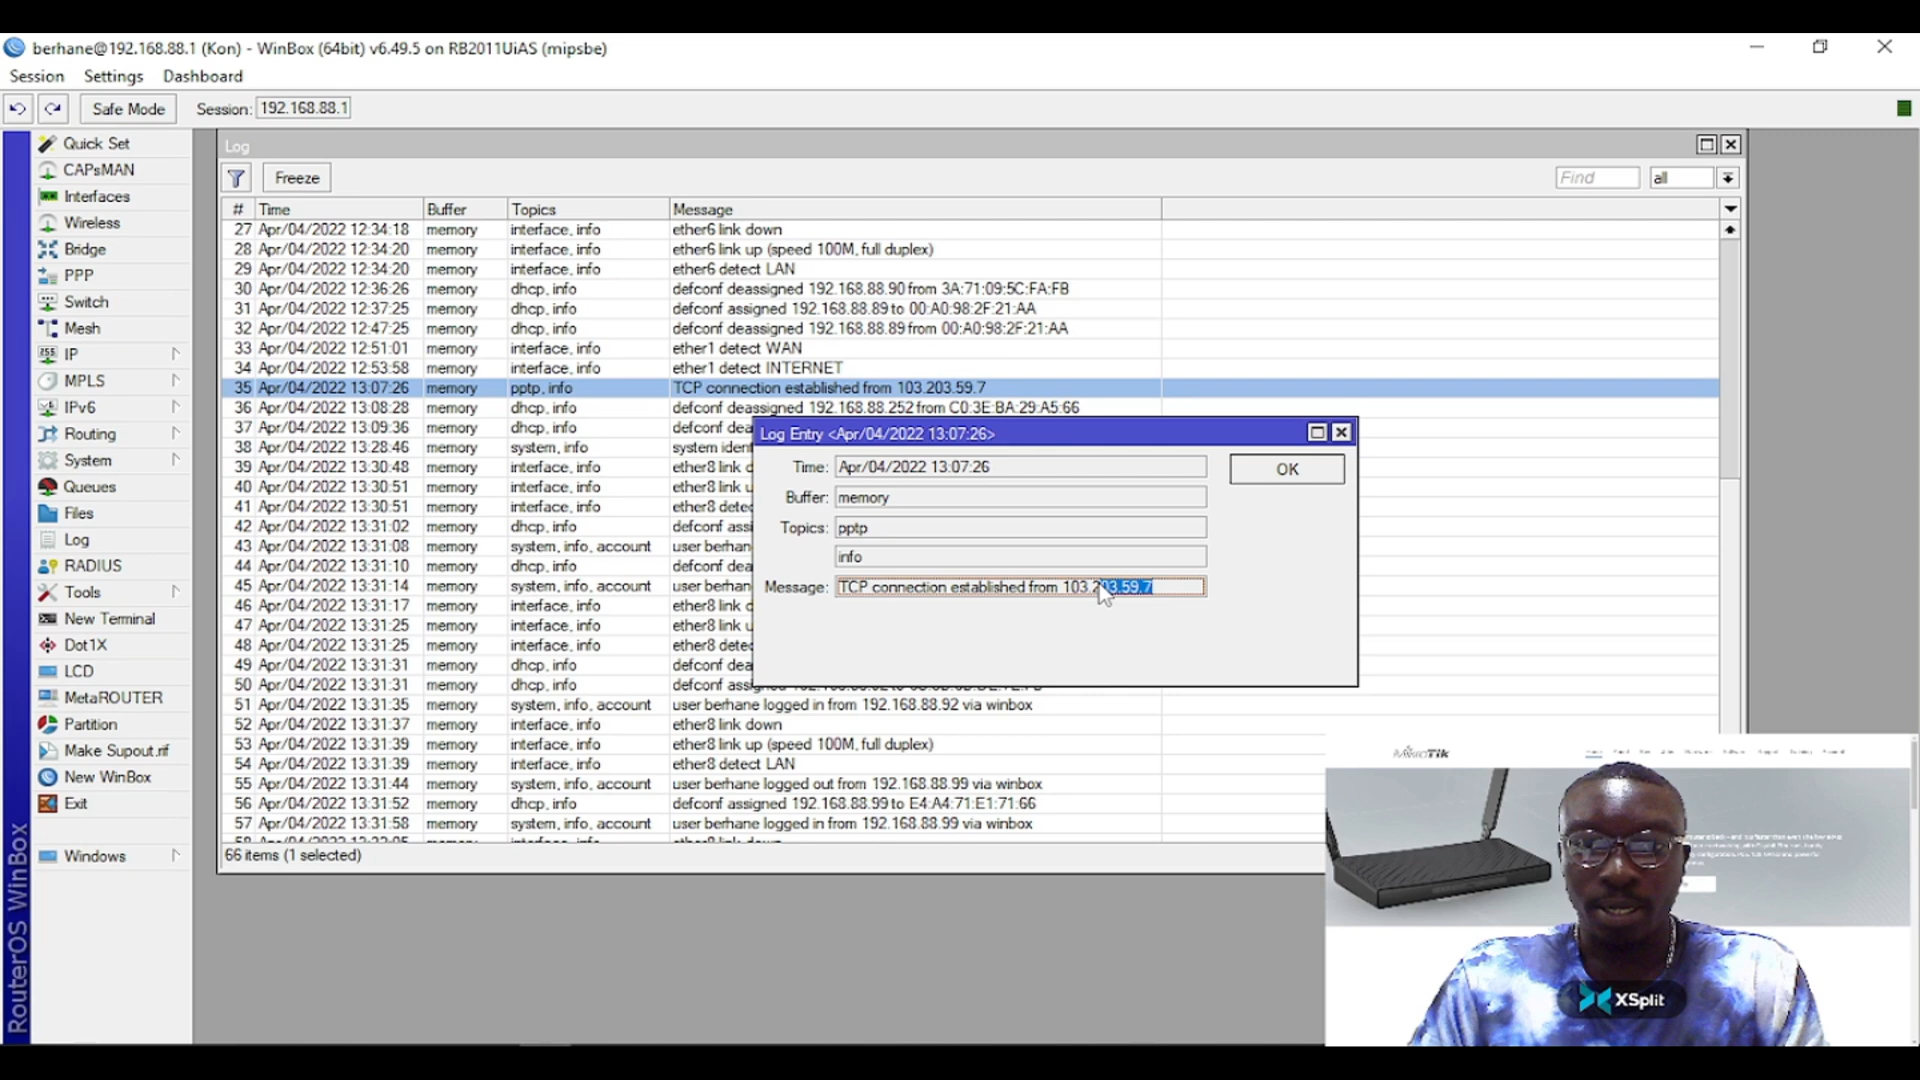 berhane@192.168.88.1 (Kon) - WinBox (64bit) v6.49.5 on RB2011UiAS (mipsbe)
Session Settings Dashboard
Safe Mode Session: 192.168.88.1
Quick Set
CAPsMAN
Interfaces
Wireless
Bridge
PPP
Switch
Mesh
IP
MPLS
IPv6
Routing
System
Queues
Files
Log
RADIUS
Tools
New Terminal
Dot1X
LCD
MetaROUTER
Partition
Make Supout.rif
New WinBox
Exit
Windows
RouterOS WinBox
Log
Freeze Find all
# Time Buffer Topics Message
27 Apr/04/2022 12:34:18 memory interface, info ether6 link down
28 Apr/04/2022 12:34:20 memory interface, info ether6 link up (speed 100M, full duplex)
29 Apr/04/2022 12:34:20 memory interface, info ether6 detect LAN
30 Apr/04/2022 12:36:26 memory dhcp, info defconf deassigned 192.168.88.90 from 3A:71:09:5C:FA:FB
31 Apr/04/2022 12:37:25 memory dhcp, info defconf assigned 192.168.88.89 to 00:A0:98:2F:21:AA
32 Apr/04/2022 12:47:25 memory dhcp, info defconf deassigned 192.168.88.89 from 00:A0:98:2F:21:AA
33 Apr/04/2022 12:51:01 memory interface, info ether1 detect WAN
34 Apr/04/2022 12:53:58 memory interface, info ether1 detect INTERNET
35 Apr/04/2022 13:07:26 memory pptp, info TCP connection established from 103.203.59.7
36 Apr/04/2022 13:08:28 memory dhcp, info defconf deassigned 192.168.88.252 from C0:3E:BA:29:A5:66
37 Apr/04/2022 13:09:36 memory dhcp, info defconf dea
38 Apr/04/2022 13:28:46 memory system, info system ident
39 Apr/04/2022 13:30:48 memory interface, info ether8 link d
40 Apr/04/2022 13:30:51 memory interface, info ether8 link u
41 Apr/04/2022 13:30:51 memory interface, info ether8 detec
42 Apr/04/2022 13:31:02 memory dhcp, info defconf assi
43 Apr/04/2022 13:31:08 memory system, info, account user berhan
44 Apr/04/2022 13:31:10 memory dhcp, info defconf dea
45 Apr/04/2022 13:31:14 memory system, info, account user berhan
46 Apr/04/2022 13:31:17 memory interface, info ether8 link d
47 Apr/04/2022 13:31:25 memory interface, info ether8 link u
48 Apr/04/2022 13:31:25 memory interface, info ether8 detec
49 Apr/04/2022 13:31:31 memory dhcp, info defconf dea
50 Apr/04/2022 13:31:31 memory dhcp, info defconf assig
51 Apr/04/2022 13:31:35 memory system, info, account user berhane logged in from 192.168.88.92 via winbox
52 Apr/04/2022 13:31:37 memory interface, info ether8 link down
53 Apr/04/2022 13:31:39 memory interface, info ether8 link up (speed 100M, full duplex)
54 Apr/04/2022 13:31:39 memory interface, info ether8 detect LAN
55 Apr/04/2022 13:31:44 memory system, info, account user berhane logged out from 192.168.88.99 via winbox
56 Apr/04/2022 13:31:52 memory dhcp, info defconf assigned 192.168.88.99 to E4:A4:71:E1:71:66
57 Apr/04/2022 13:31:58 memory system, info, account user berhane logged in from 192.168.88.99 via winbox
66 items (1 selected)
Log Entry <Apr/04/2022 13:07:26>
Time: Apr/04/2022 13:07:26
OK
Buffer: memory
Topics: pptp
info
Message: TCP connection established from 103.203.59.7
MikroTik
XSplit